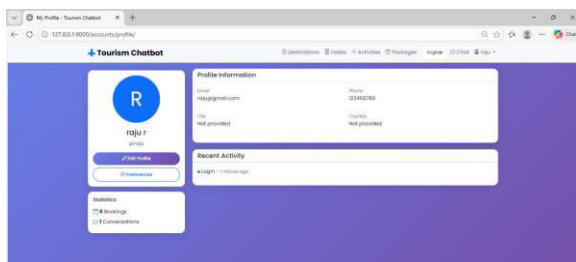 My Profile - Tourism Chatbot
127.0.0.1:8000/accounts/profile/
Chat
Tourism Chatbot
Destinations Hotels Activities Packages English Chat raju
R
raju r
@raju
Edit Profile
Preferences
Statistics
0 Bookings
1 Conversations
Profile Information
Email
raju@gmail.com
Phone
123456789
City
Not provided
Country
Not provided
Recent Activity
Login - 1 minute ago